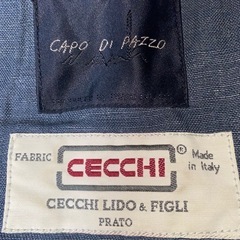 CAPO DI PAZZO
FABRIC
CECCHI ®
Made
in Italy
CECCHI LIDO & FIGLI
PRATO